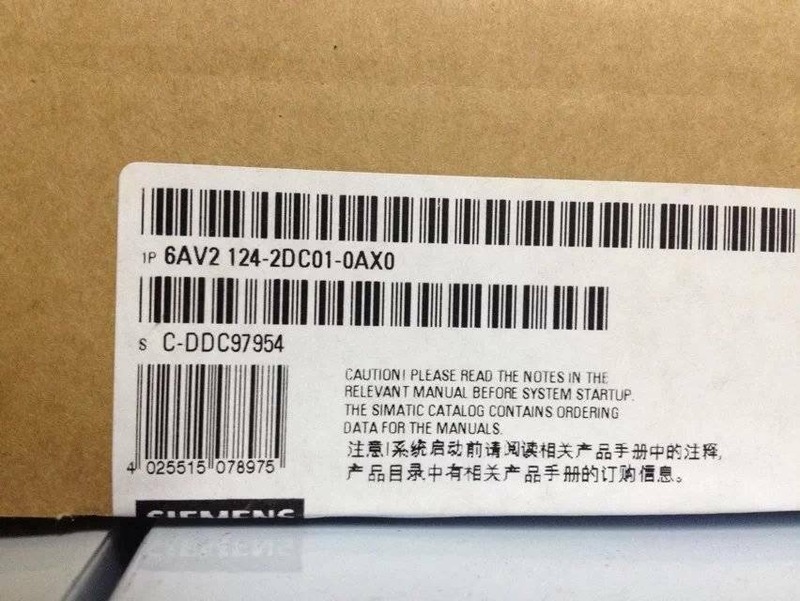 1P 6AV2 124-2DC01-0AX0
S C-DDC97954
CAUTION! PLEASE READ THE NOTES IN THE
RELEVANT MANUAL BEFORE SYSTEM STARTUP.
THE SIMATIC CATALOG CONTAINS ORDERING
DATA FOR THE MANUALS.
注意!系统启动前请阅读相关产品手册中的注释,
产品目录中有相关产品手册的订购信息。
4 025515 078975
SIEMENS